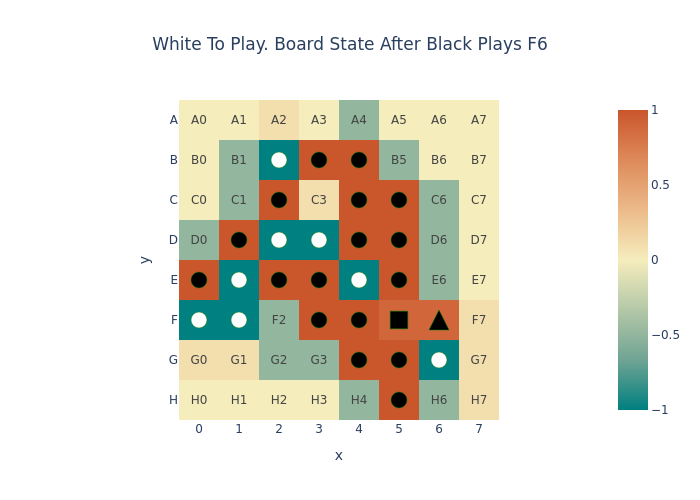 White To Play. Board State After Black Plays F6
A A0 A1 A2 A3 A4 A5 A6 A7 1
B B0 B1 B5 B6 B7
C C0 C1 C3 C6 C7 0.5
D D0 D6 D7
y 0
E E6 E7
F F2 F7 −0.5
G G0 G1 G2 G3 G7
H H0 H1 H2 H3 H4 H6 H7 −1
0 1 2 3 4 5 6 7
x